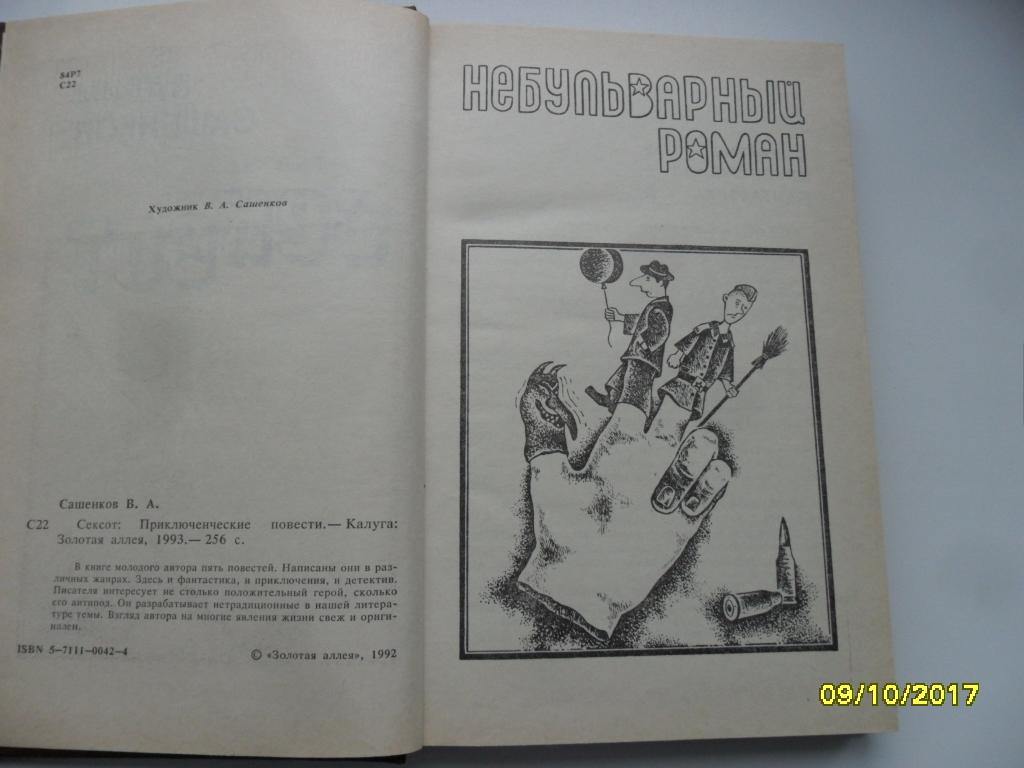 84Р7
С22
Художник В. А. Сашенков
Сашенков В. А.
С22 Сексот: Приключенческие повести.— Калуга:
Золотая аллея, 1993.— 256 с.
В книге молодого автора пять повестей. Написаны они в раз-
личных жанрах. Здесь и фантастика, и приключения, и детектив.
Писателя интересует не столько положительный герой, сколько
его антипод. Он разрабатывает нетрадиционные в нашей литера-
туре темы. Взгляд автора на многие явления жизни свеж и ориги-
нален.
ISBN 5-7111-0042-4
© «Золотая аллея», 1992
НЕБУЛЬВАРНЫЙ
РОМАН
09/10/2017